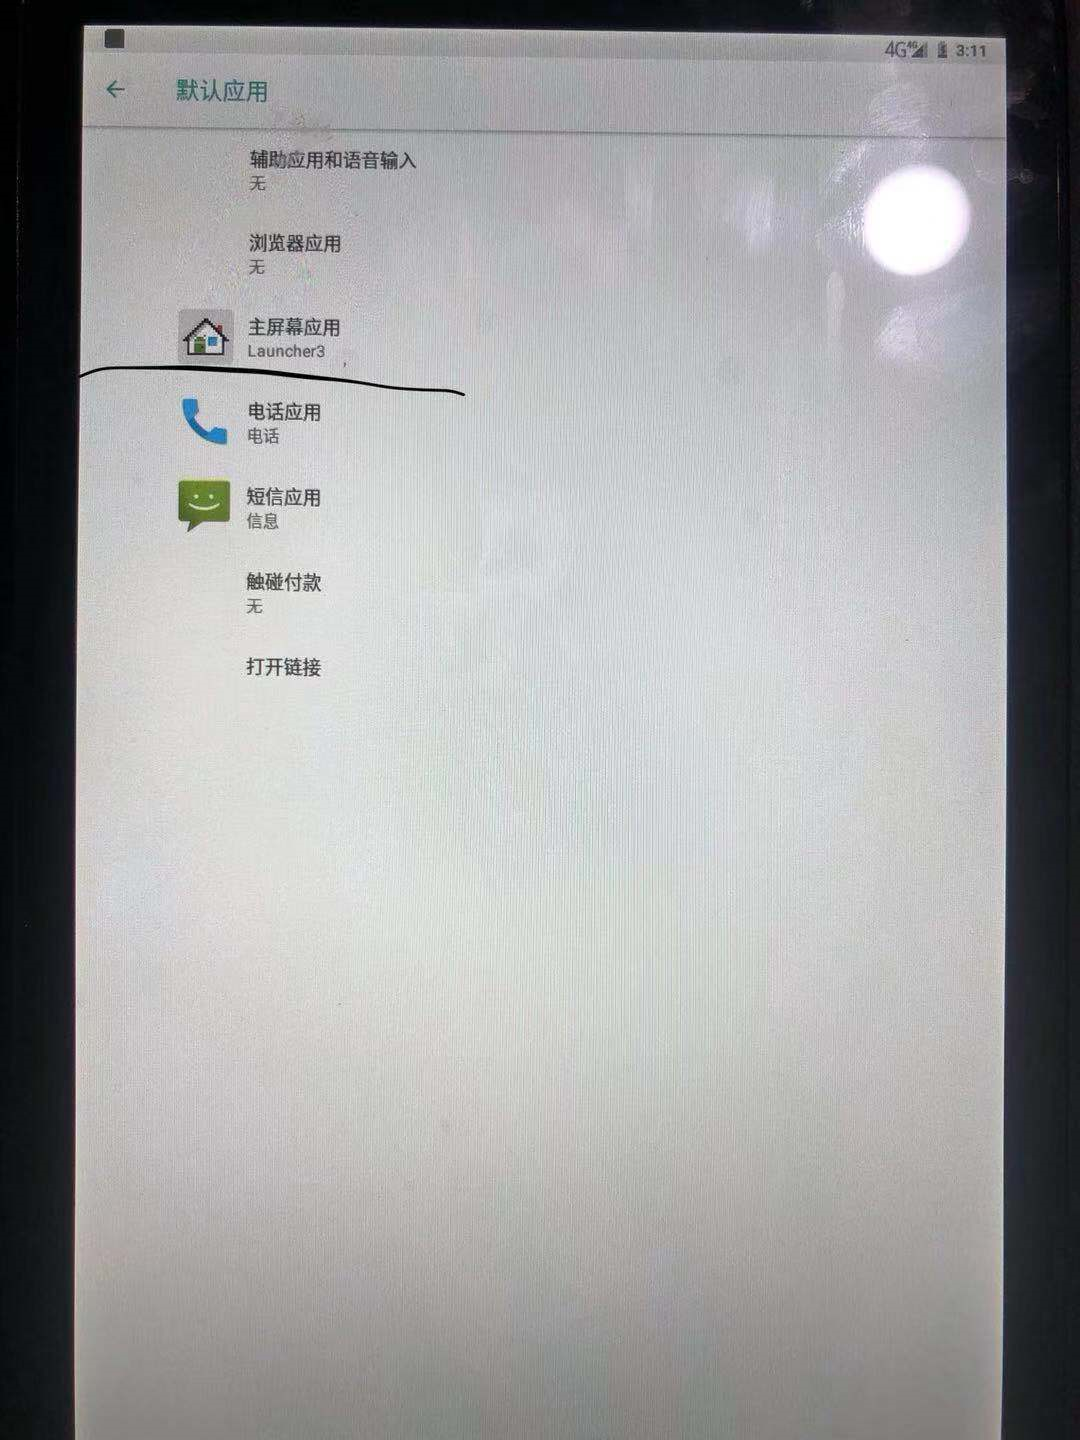 4G 4G 3:11
默认应用
辅助应用和语音输入
无
浏览器应用
无
主屏幕应用
Launcher3
电话应用
电话
短信应用
信息
触碰付款
无
打开链接